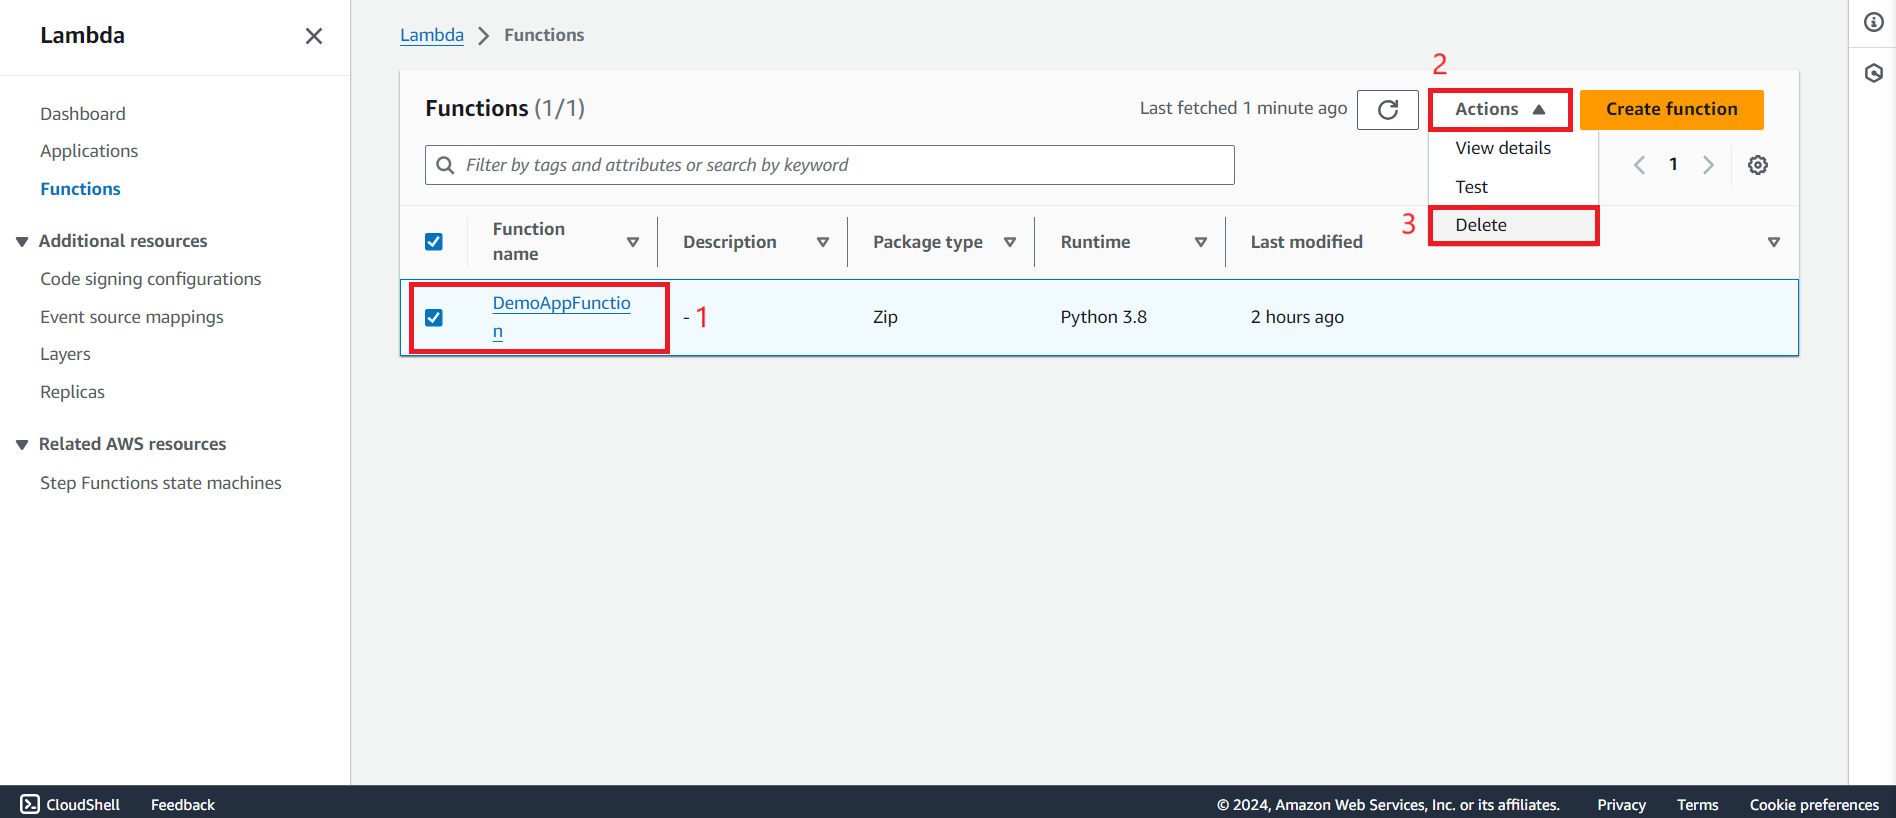 Lambda
Dashboard
Applications
Functions
Additional resources
Code signing configurations
Event source mappings
Layers
Replicas
Related AWS resources
Step Functions state machines
Lambda > Functions
2
Functions (1/1)
Last fetched 1 minute ago
Actions
Create function
View details
Test
3 Delete
Filter by tags and attributes or search by keyword
1
Function name
Description
Package type
Runtime
Last modified
DemoAppFunctio
n
- 1
Zip
Python 3.8
2 hours ago
CloudShell
Feedback
© 2024, Amazon Web Services, Inc. or its affiliates.
Privacy
Terms
Cookie preferences